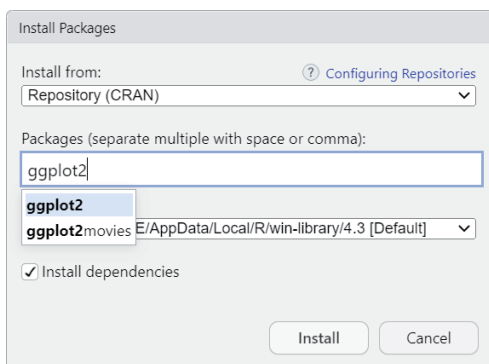 Install Packages
Install from:
Configuring Repositories
Repository (CRAN)
Packages (separate multiple with space or comma):
ggplot2
ggplot2
ggplot2movies
E/AppData/Local/R/win-library/4.3 [Default]
Install dependencies
Install
Cancel